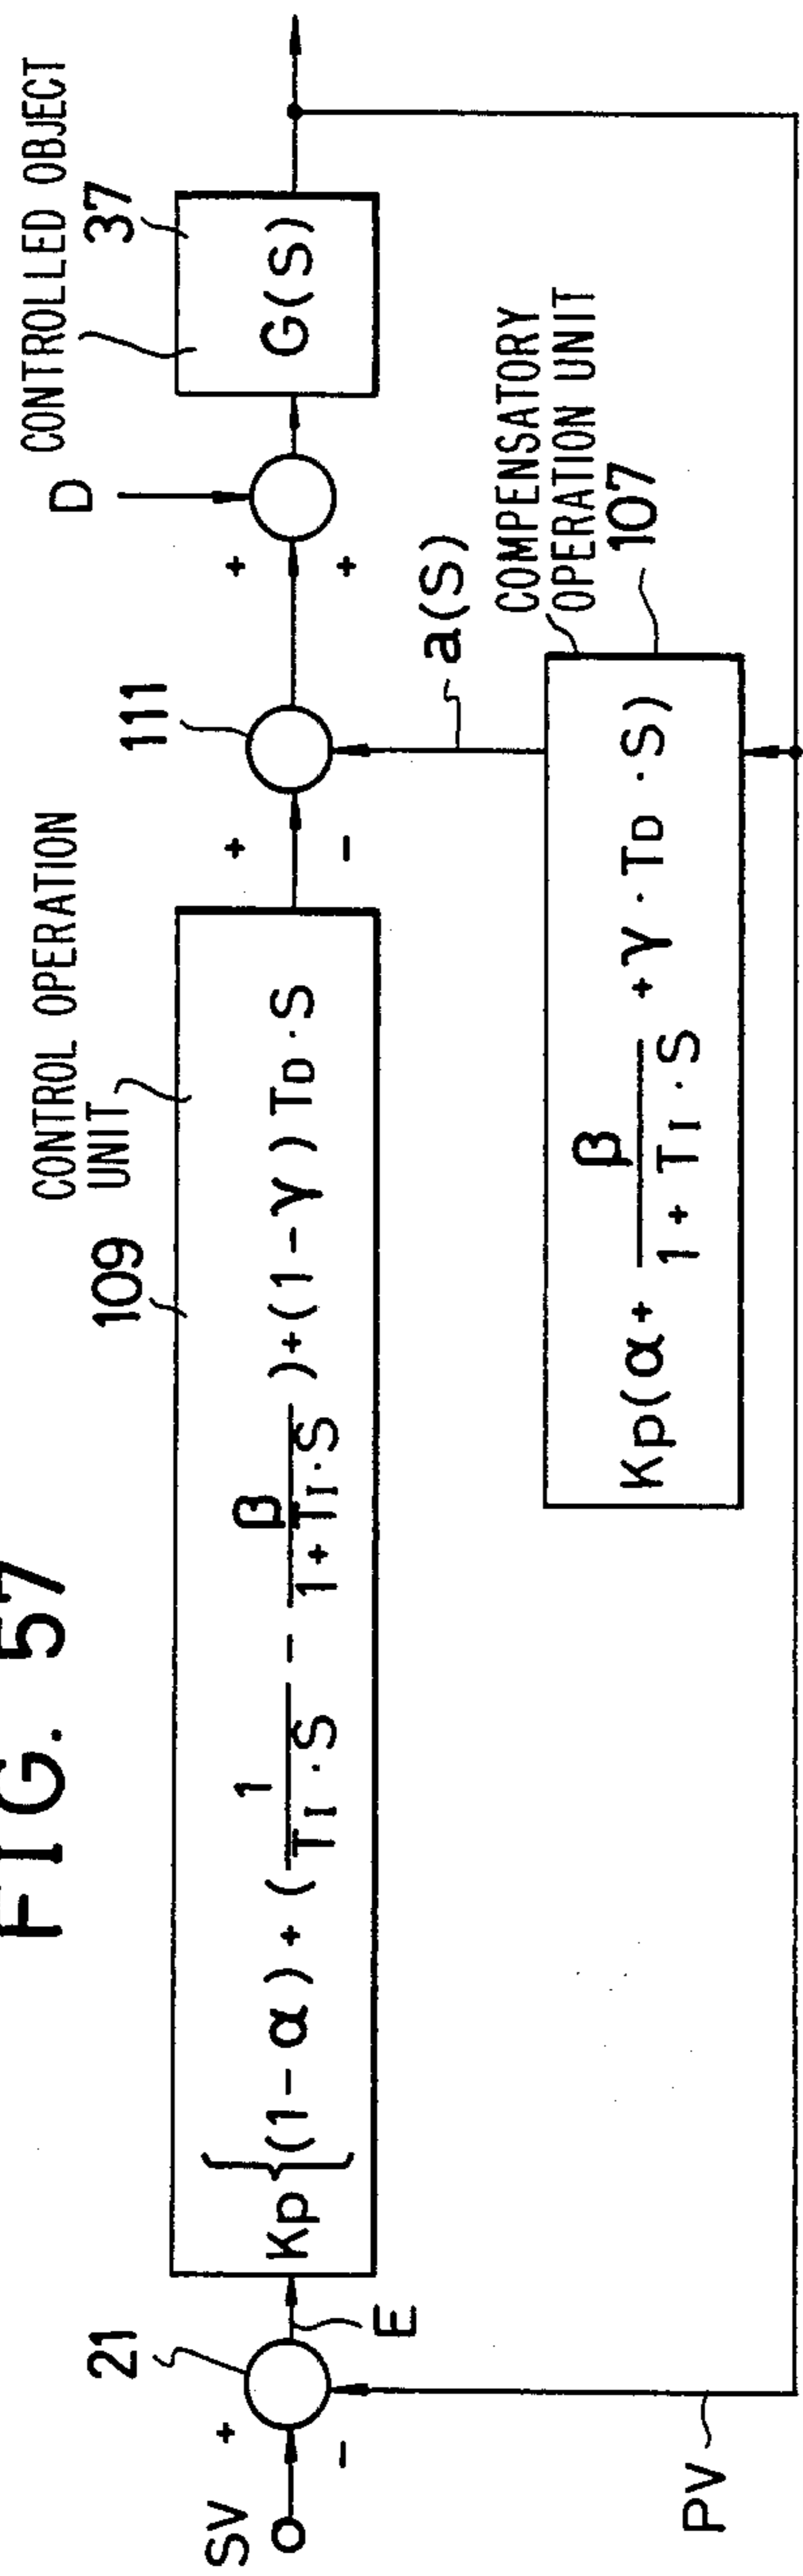 FIG. 57
CONTROLLED OBJECT
37
G(S)
D
+
+
111
a(S)
COMPENSATORY
OPERATION UNIT
107
Kp(α + β / (1 + TI · S) + γ · TD · S)
CONTROL OPERATION
UNIT
109
+
-
Kp{(1 - α) + (1 / (TI · S) - β / (1 + TI · S)) + (1 - γ) TD · S
21
E
SV
+
-
PV